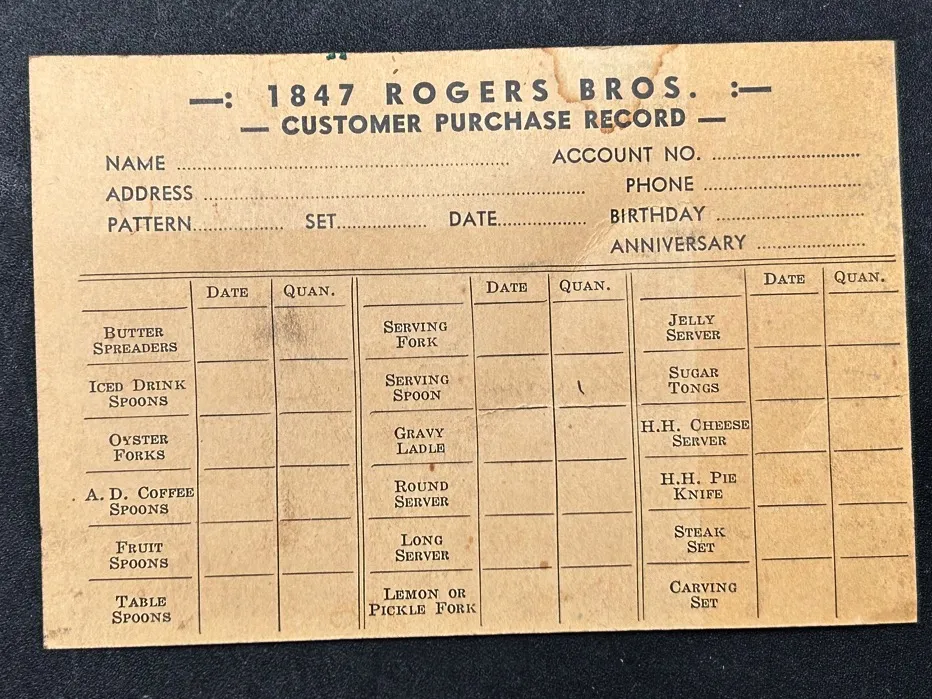 —: 1847 ROGERS BROS. :—
— CUSTOMER PURCHASE RECORD —
NAME ........................ ACCOUNT NO. ........................
ADDRESS ........................ PHONE ........................
PATTERN............ SET............ DATE............ BIRTHDAY ........................
ANNIVERSARY ................
DATE QUAN. DATE QUAN. DATE QUAN.
BUTTER
SPREADERS
SERVING
FORK
JELLY
SERVER
ICED DRINK
SPOONS
SERVING
SPOON
SUGAR
TONGS
OYSTER
FORKS
GRAVY
LADLE
H.H. CHEESE
SERVER
A. D. COFFEE
SPOONS
ROUND
SERVER
H.H. PIE
KNIFE
FRUIT
SPOONS
LONG
SERVER
STEAK
SET
TABLE
SPOONS
LEMON OR
PICKLE FORK
CARVING
SET